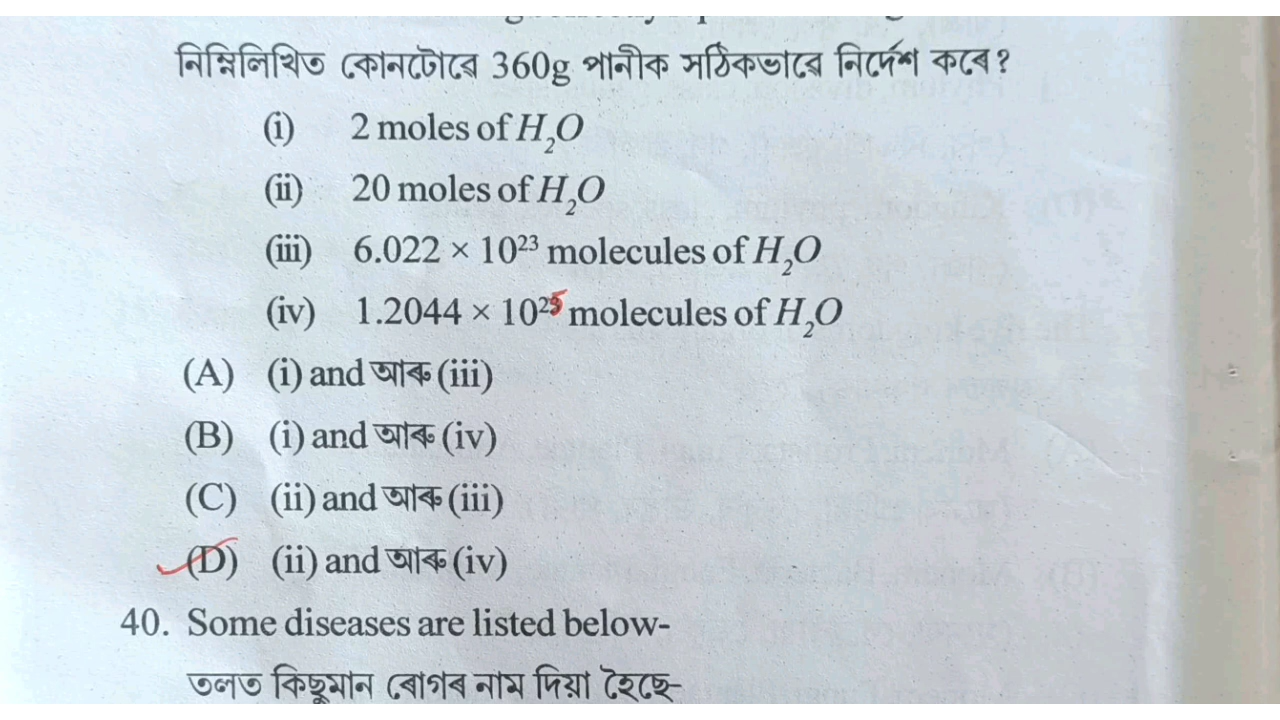 নিম্নিলিখিত কোনটোৱে 360g পানীক সঠিকভাৱে নিৰ্দেশ কৰে?
(i) 2 moles of H₂O
(ii) 20 moles of H₂O
(iii) 6.022 × 10²³ molecules of H₂O
(iv) 1.2044 × 10²⁵ molecules of H₂O
(A) (i) and আৰু (iii)
(B) (i) and আৰু (iv)
(C) (ii) and আৰু (iii)
(D) (ii) and আৰু (iv)
40. Some diseases are listed below-
তলত কিছুমান ৰোগৰ নাম দিয়া হৈছে-